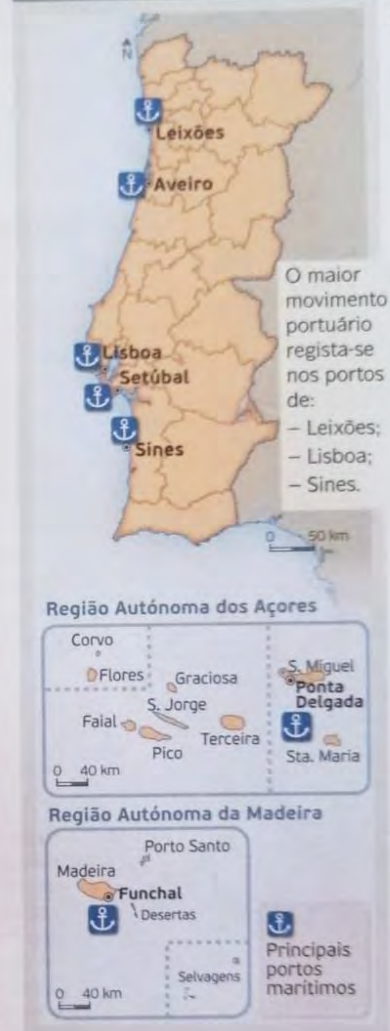 N
Leixões
Aveiro
Lisboa
Setúbal
Sines
O maior
movimento
portuário
regista-se
nos portos
de:
– Leixões;
– Lisboa;
– Sines.
0 50 km
Região Autónoma dos Açores
Corvo
Flores
Graciosa
S. Jorge
Faial
Pico
Terceira
S. Miguel
Ponta
Delgada
Sta. Maria
0 40 km
Região Autónoma da Madeira
Porto Santo
Madeira
Funchal
Desertas
Selvagens
0 40 km
Principais
portos
marítimos